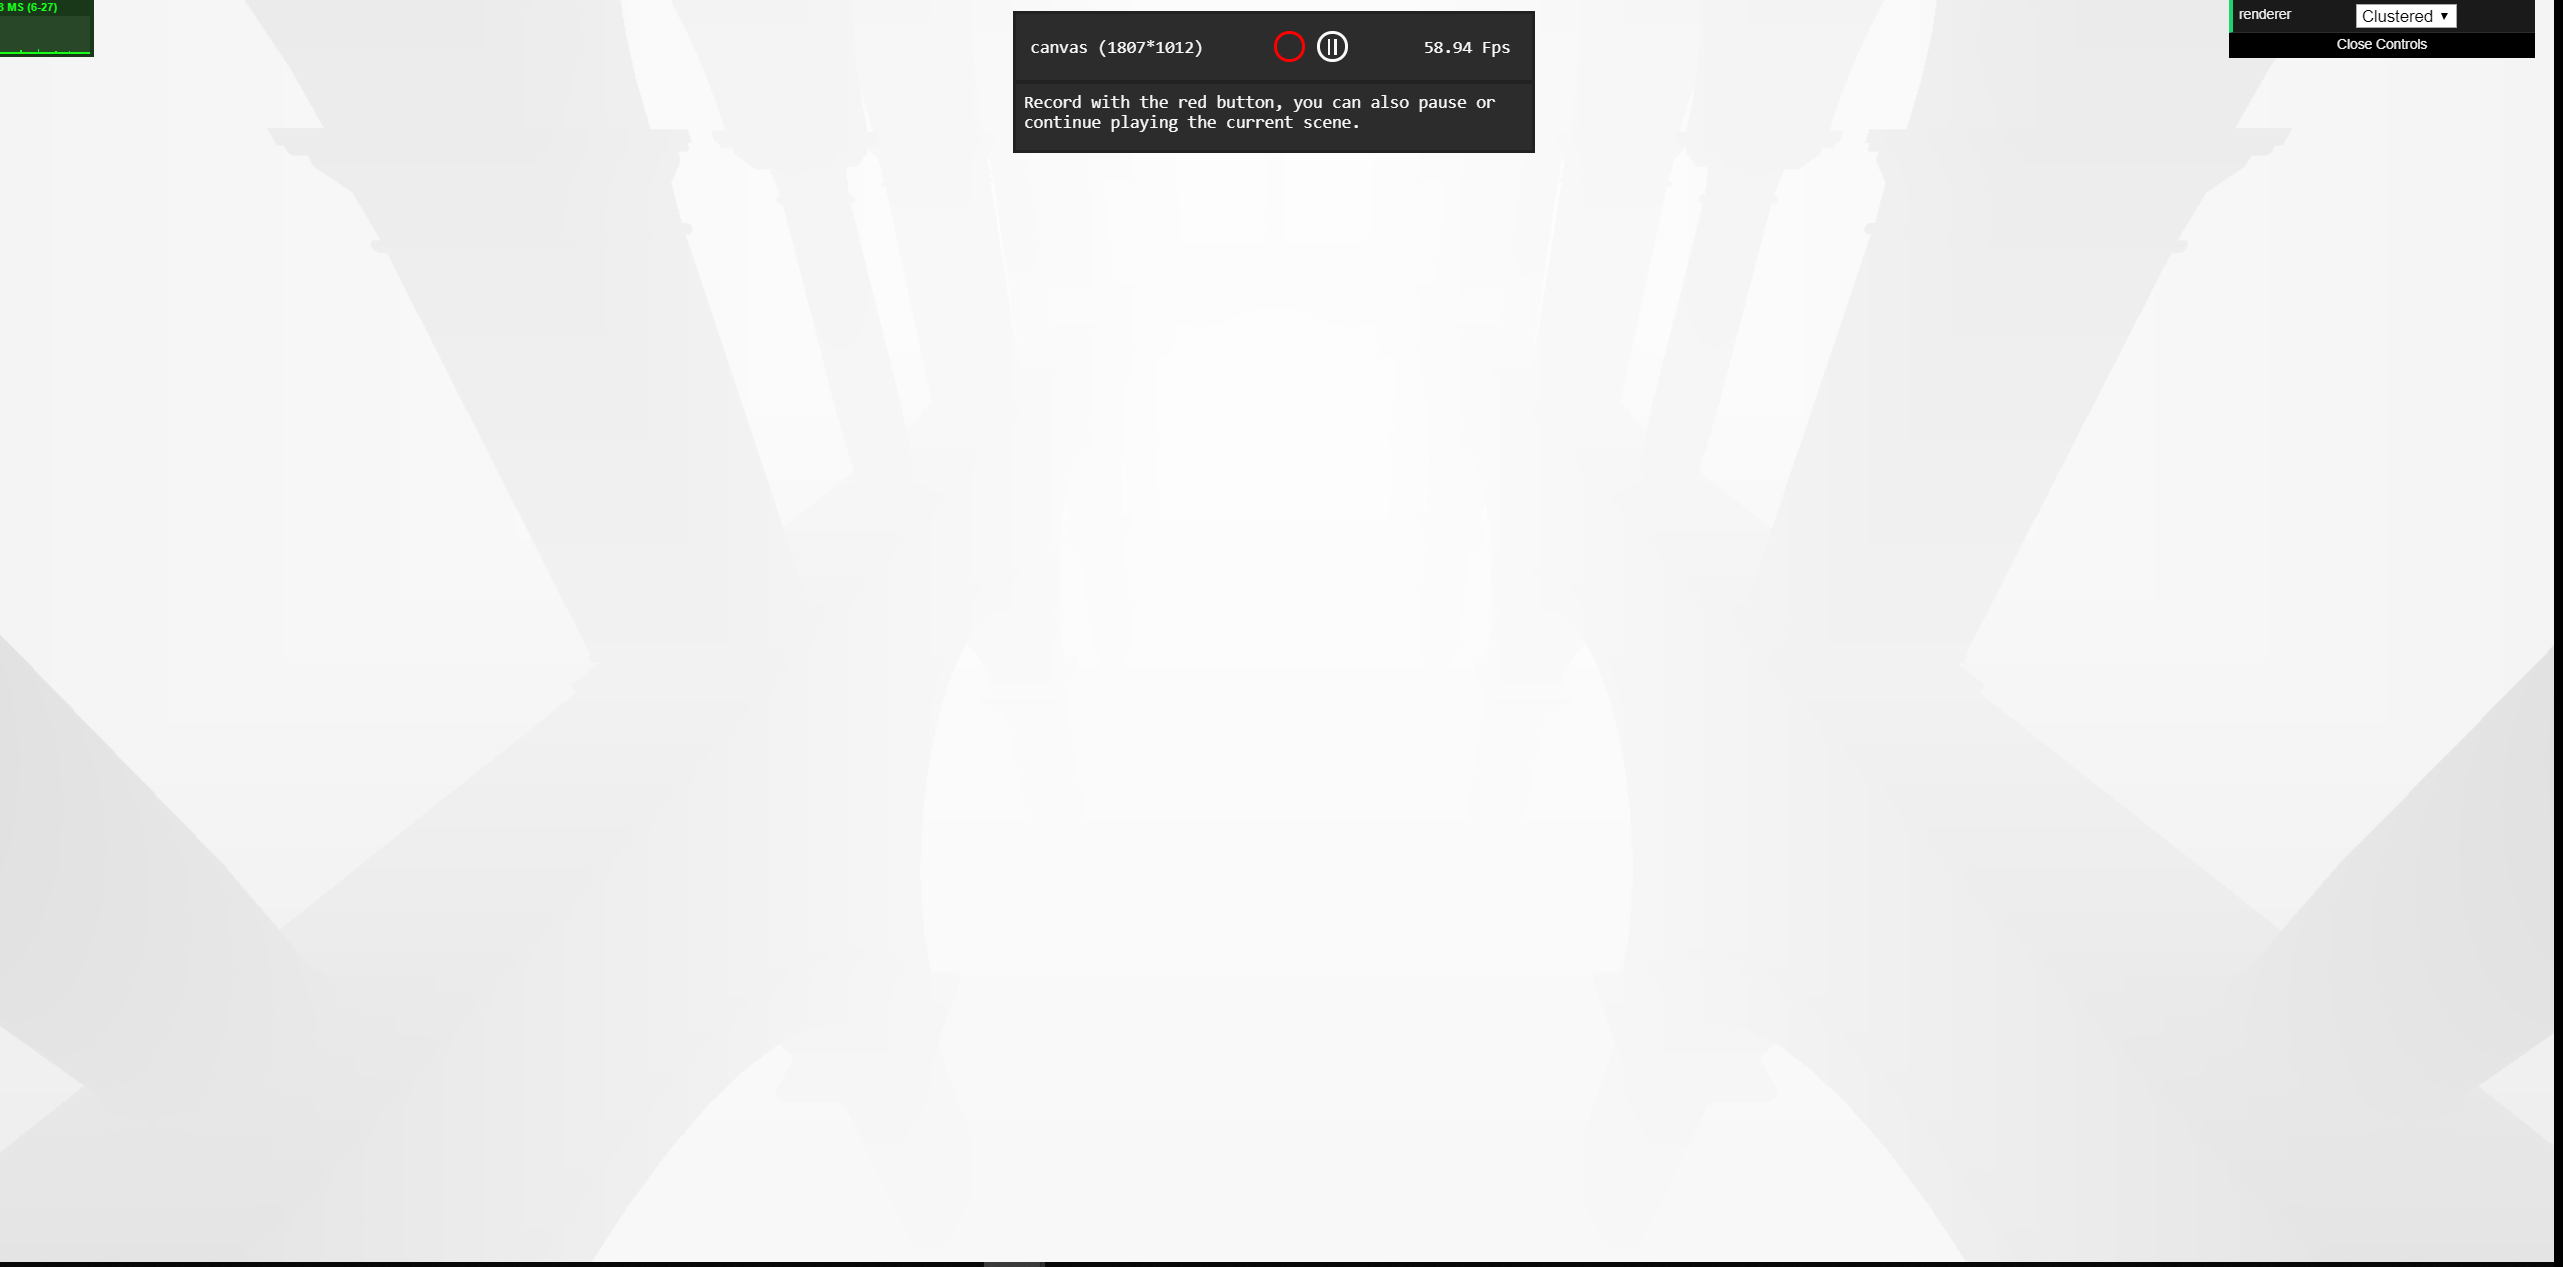 MS (6-27)
canvas (1807*1012)
58.94 Fps
Record with the red button, you can also pause or
continue playing the current scene.
renderer
Clustered
Close Controls